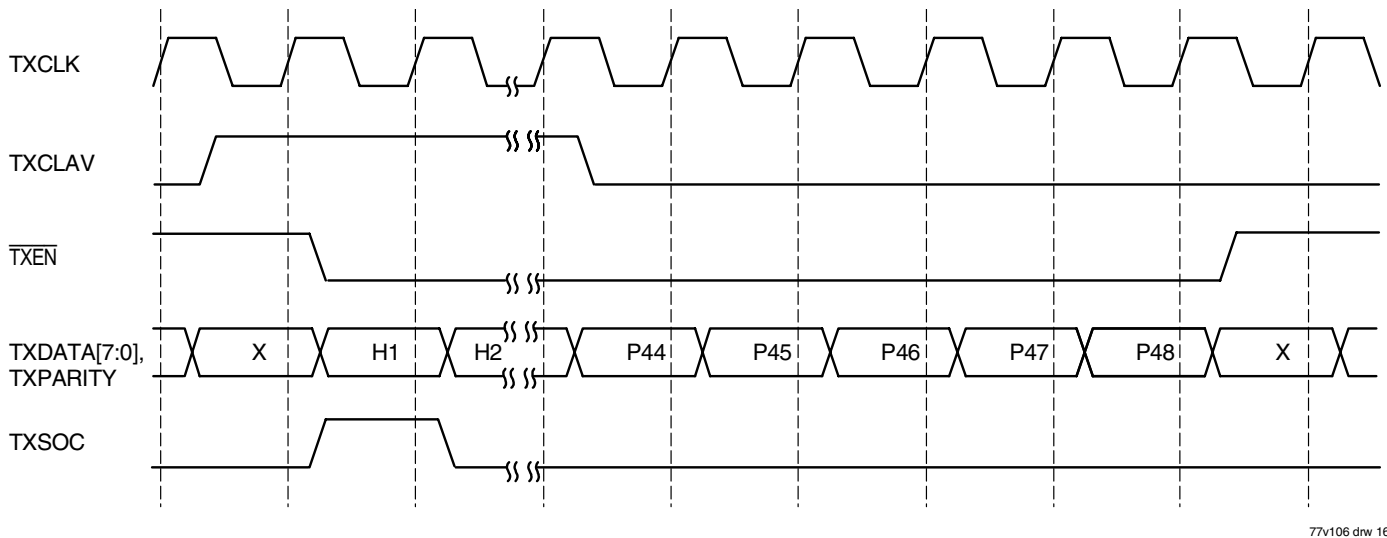 TXCLK
TXCLAV
TXEN
TXDATA[7:0],
TXPARITY
X H1 H2 P44 P45 P46 P47 P48 X
TXSOC
77v106 drw 16